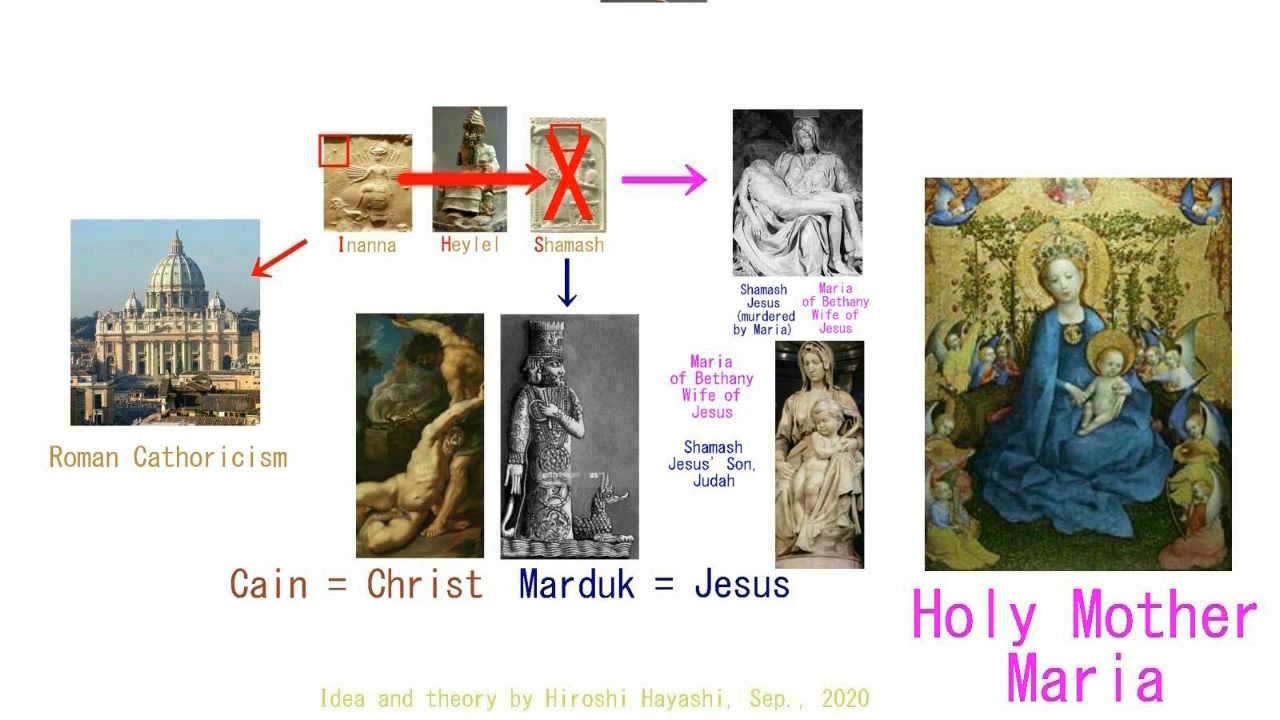 Inanna
Heylel
Shamash
Shamash
Jesus
(murdered
by Maria)
Maria
of Bethany
Wife of
Jesus
Maria
of Bethany
Wife of
Jesus
Shamash
Jesus' Son,
Judah
Roman Cathoricism
Cain = Christ
Marduk = Jesus
Holy Mother
Maria
Idea and theory by Hiroshi Hayashi, Sep., 2020